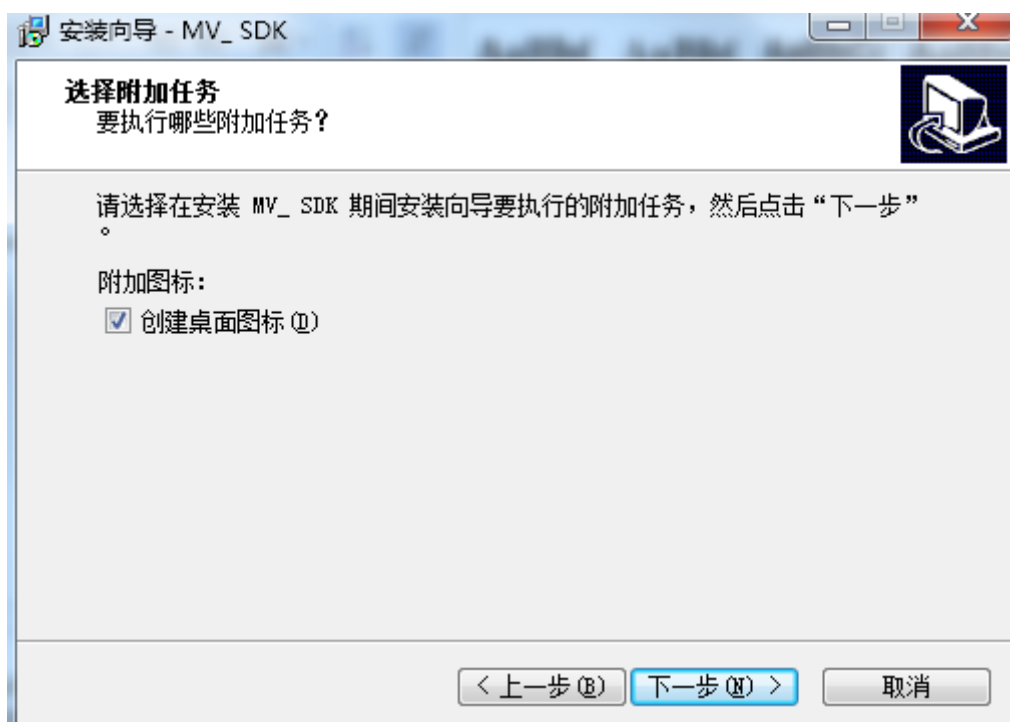 安装向导 - MV_ SDK
选择附加任务
要执行哪些附加任务?
请选择在安装 MV_ SDK 期间安装向导要执行的附加任务，然后点击“下一步”
。
附加图标:
创建桌面图标(D)
< 上一步(B)
下一步(N) >
取消